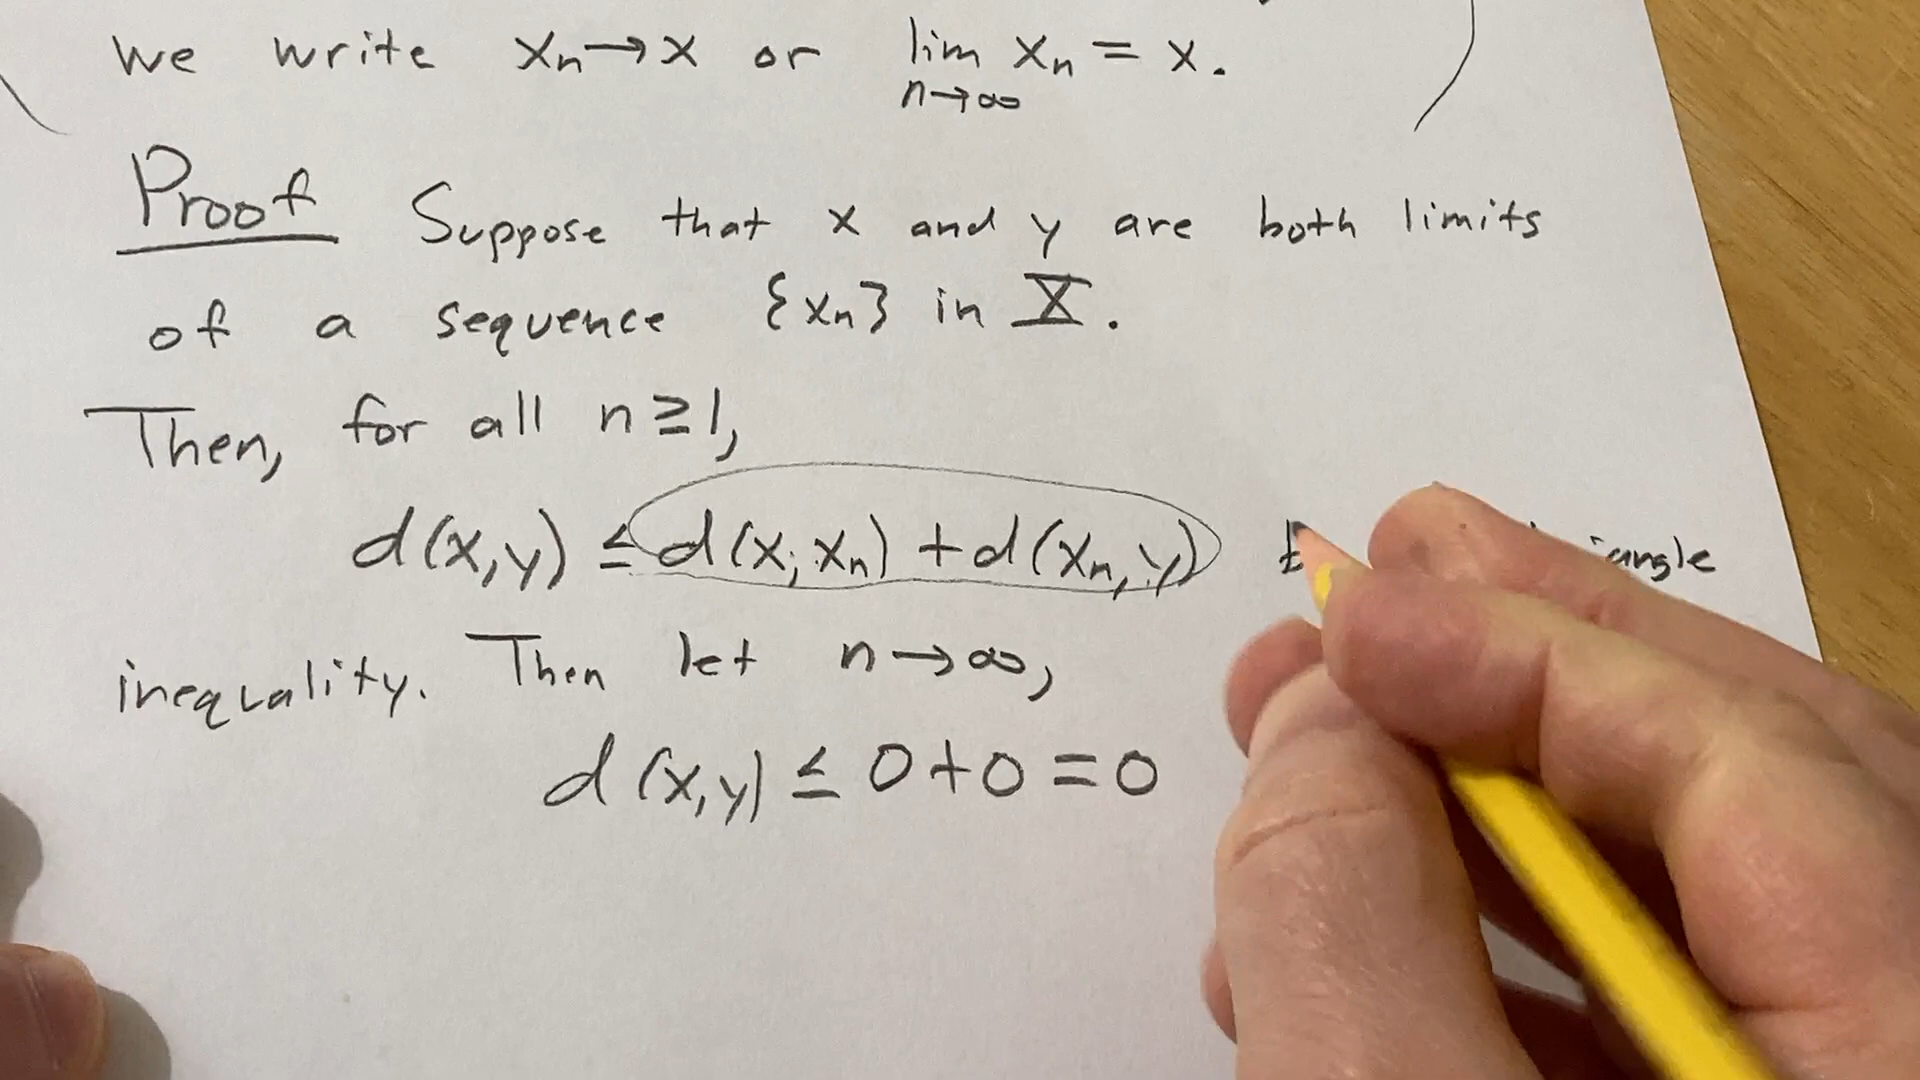 we write xₙ→x or lim xₙ = x.
n→∞
Proof Suppose that x and y are both limits
of a sequence {xₙ} in X.
Then, for all n≥1,
d(x,y) ≤ d(x,xₙ) + d(xₙ,y)
inequality. Then let n→∞,
d(x,y) ≤ 0+0=0